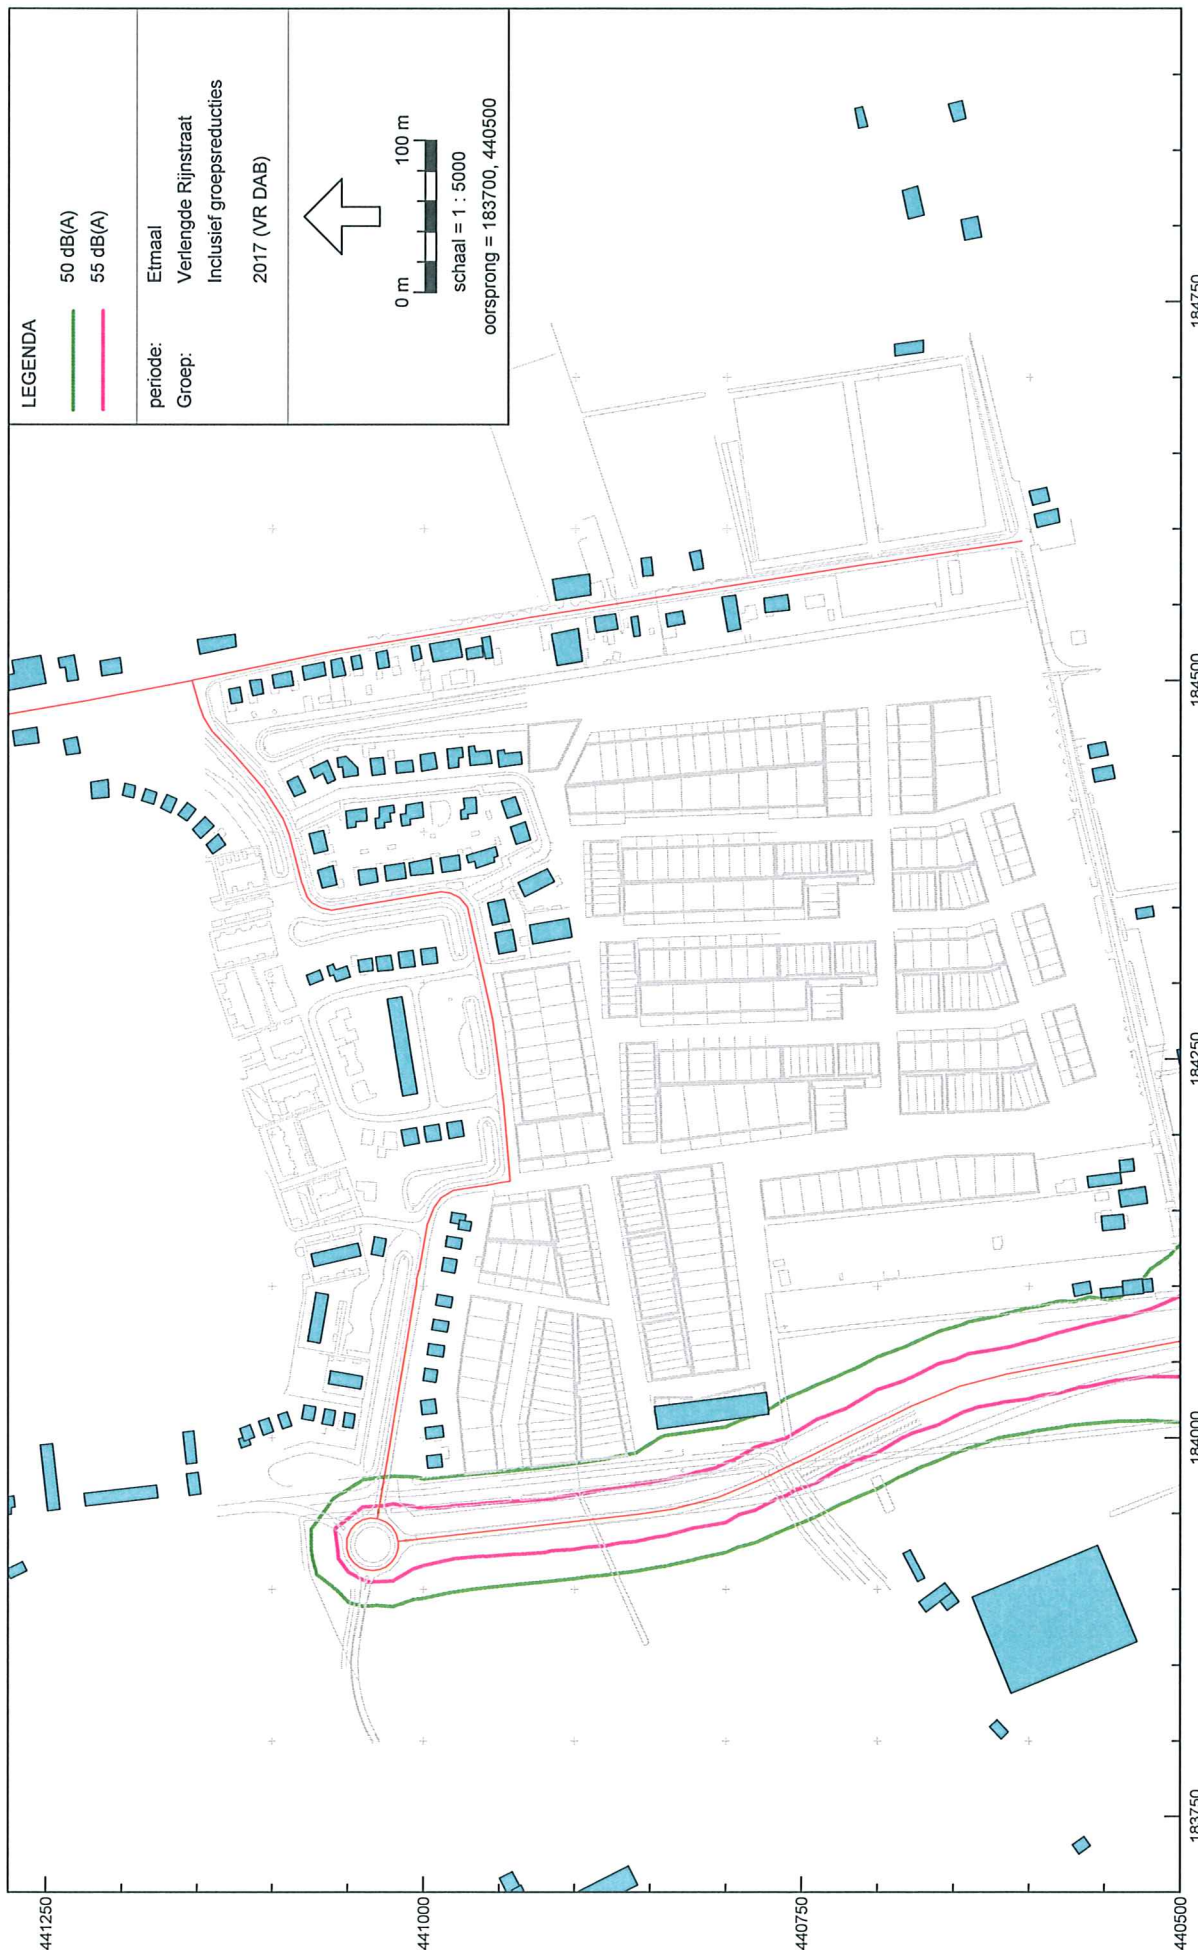 LEGENDA
50 dB(A)
55 dB(A)
periode: Etmaal
Groep: Verlengde Rijnstraat
Inclusief groepsreducties
2017 (VR DAB)
0 m 100 m
schaal = 1 : 5000
oorsprong = 183700, 440500
441250
441000
440750
440500
183750
184000
184250
184500
184750